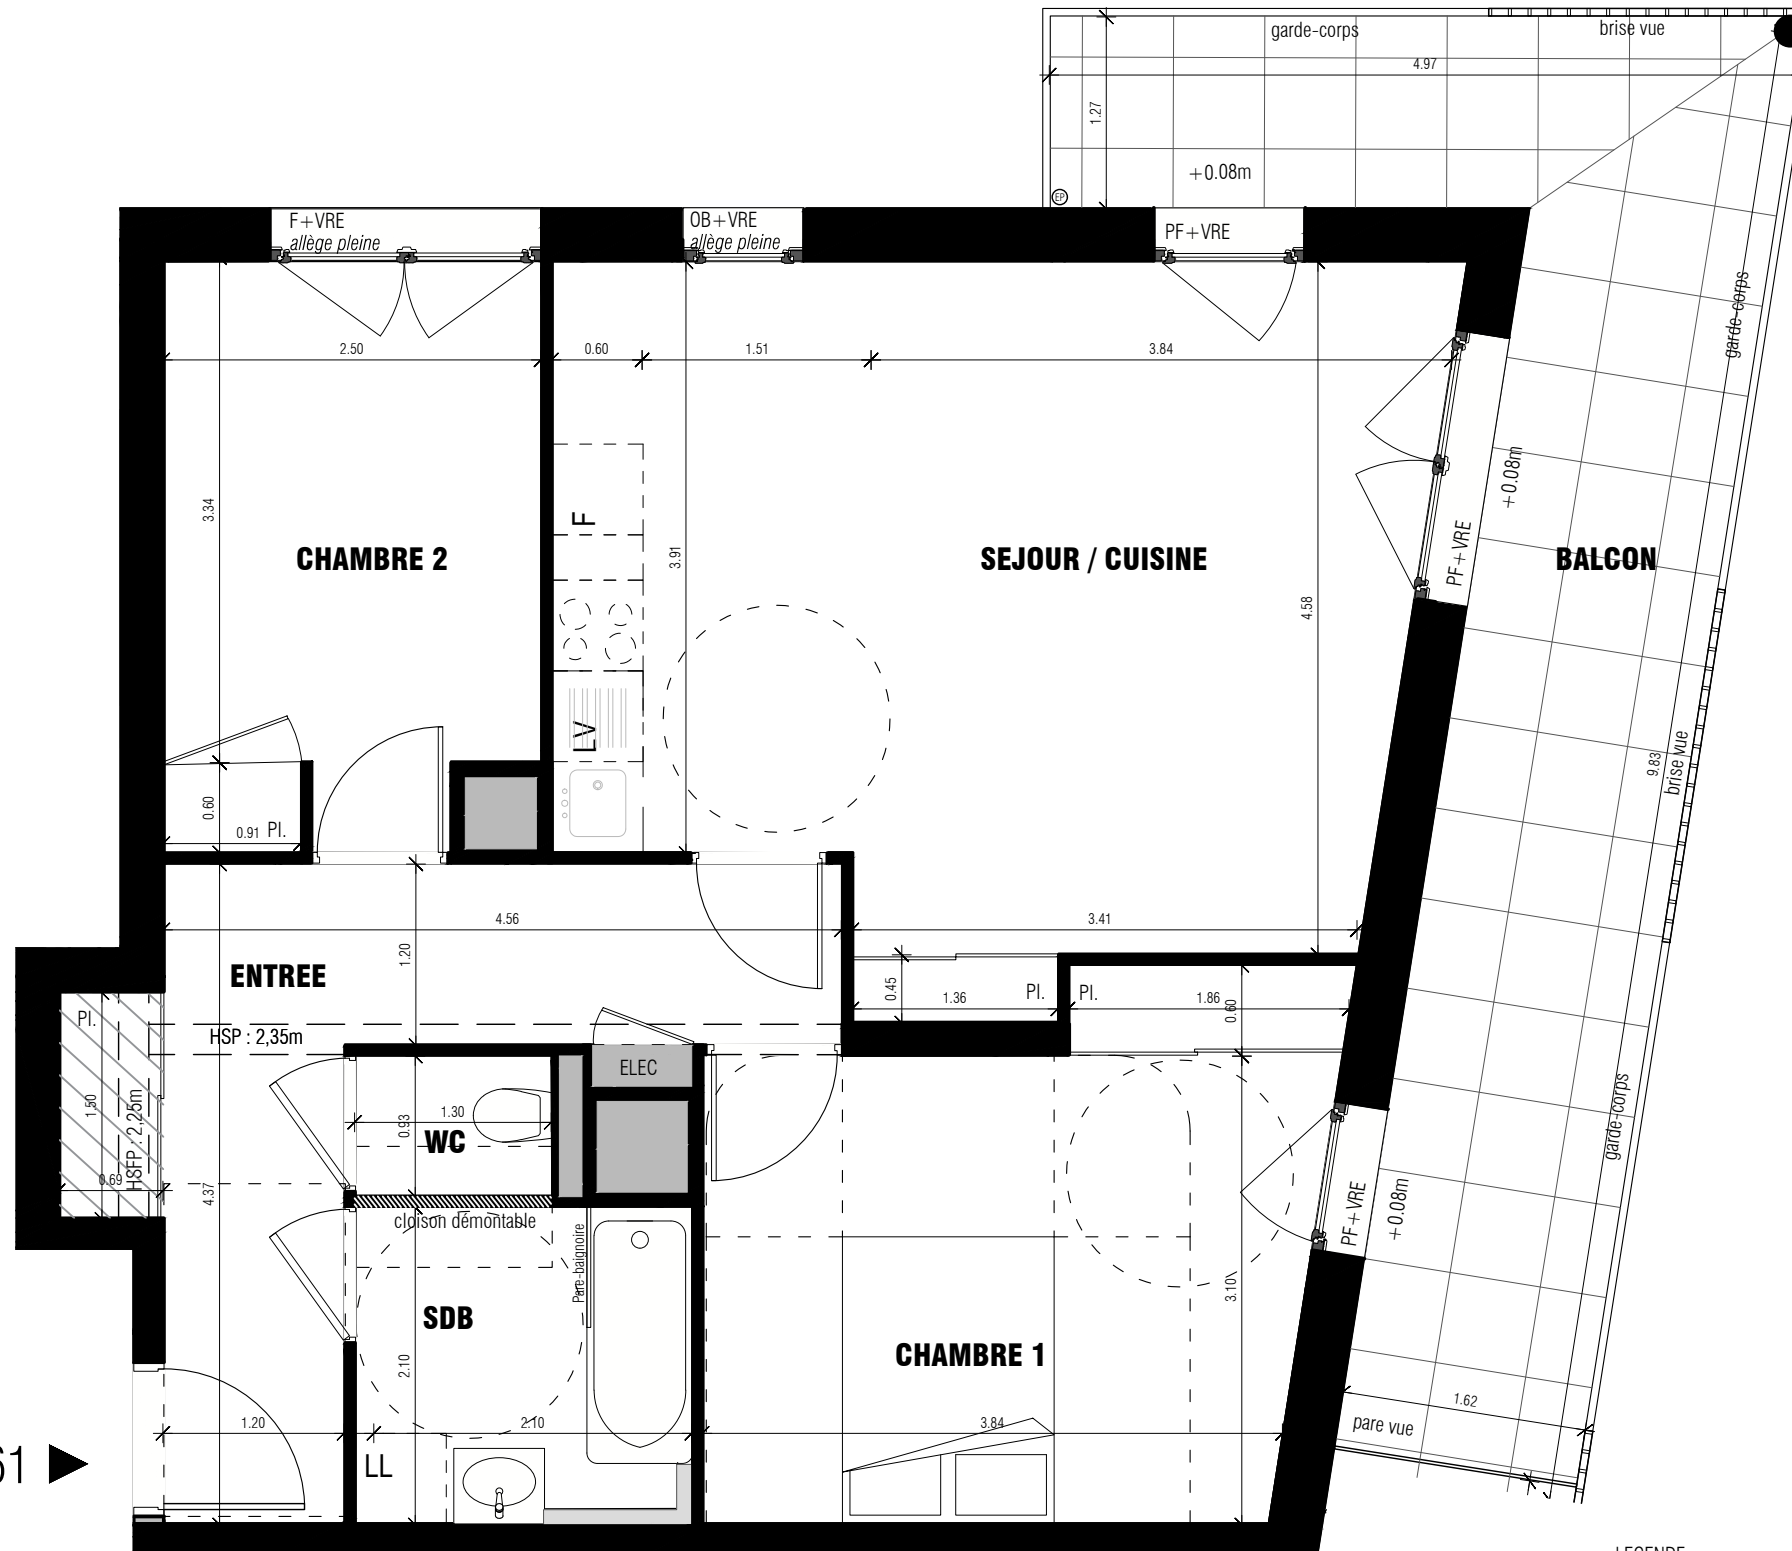 garde-corps
brise vue
4.97
1.27
+0.08m
EP
F+VRE
allège pleine
OB+VRE
allège pleine
PF+VRE
garde-corps
2.50
0.60
1.51
3.84
3.34
F
3.91
+0.08m
PF+VRE
CHAMBRE 2
SEJOUR / CUISINE
BALCON
4.58
LV
9.83
brise vue
0.60
0.91
Pl.
4.56
3.41
1.20
ENTREE
0.45
1.36
Pl.
Pl.
1.86
0.60
Pl.
HSP : 2,35m
ELEC
1.50
HSFP : 2,25m
0.69
4.37
0.93
1.30
WC
garde-corps
PF+VRE
+0.08m
cloison démontable
Pare-baignoire
SDB
3.10
CHAMBRE 1
2.10
1.62
pare vue
1.20
2.10
3.84
61
LL
LEGENDE